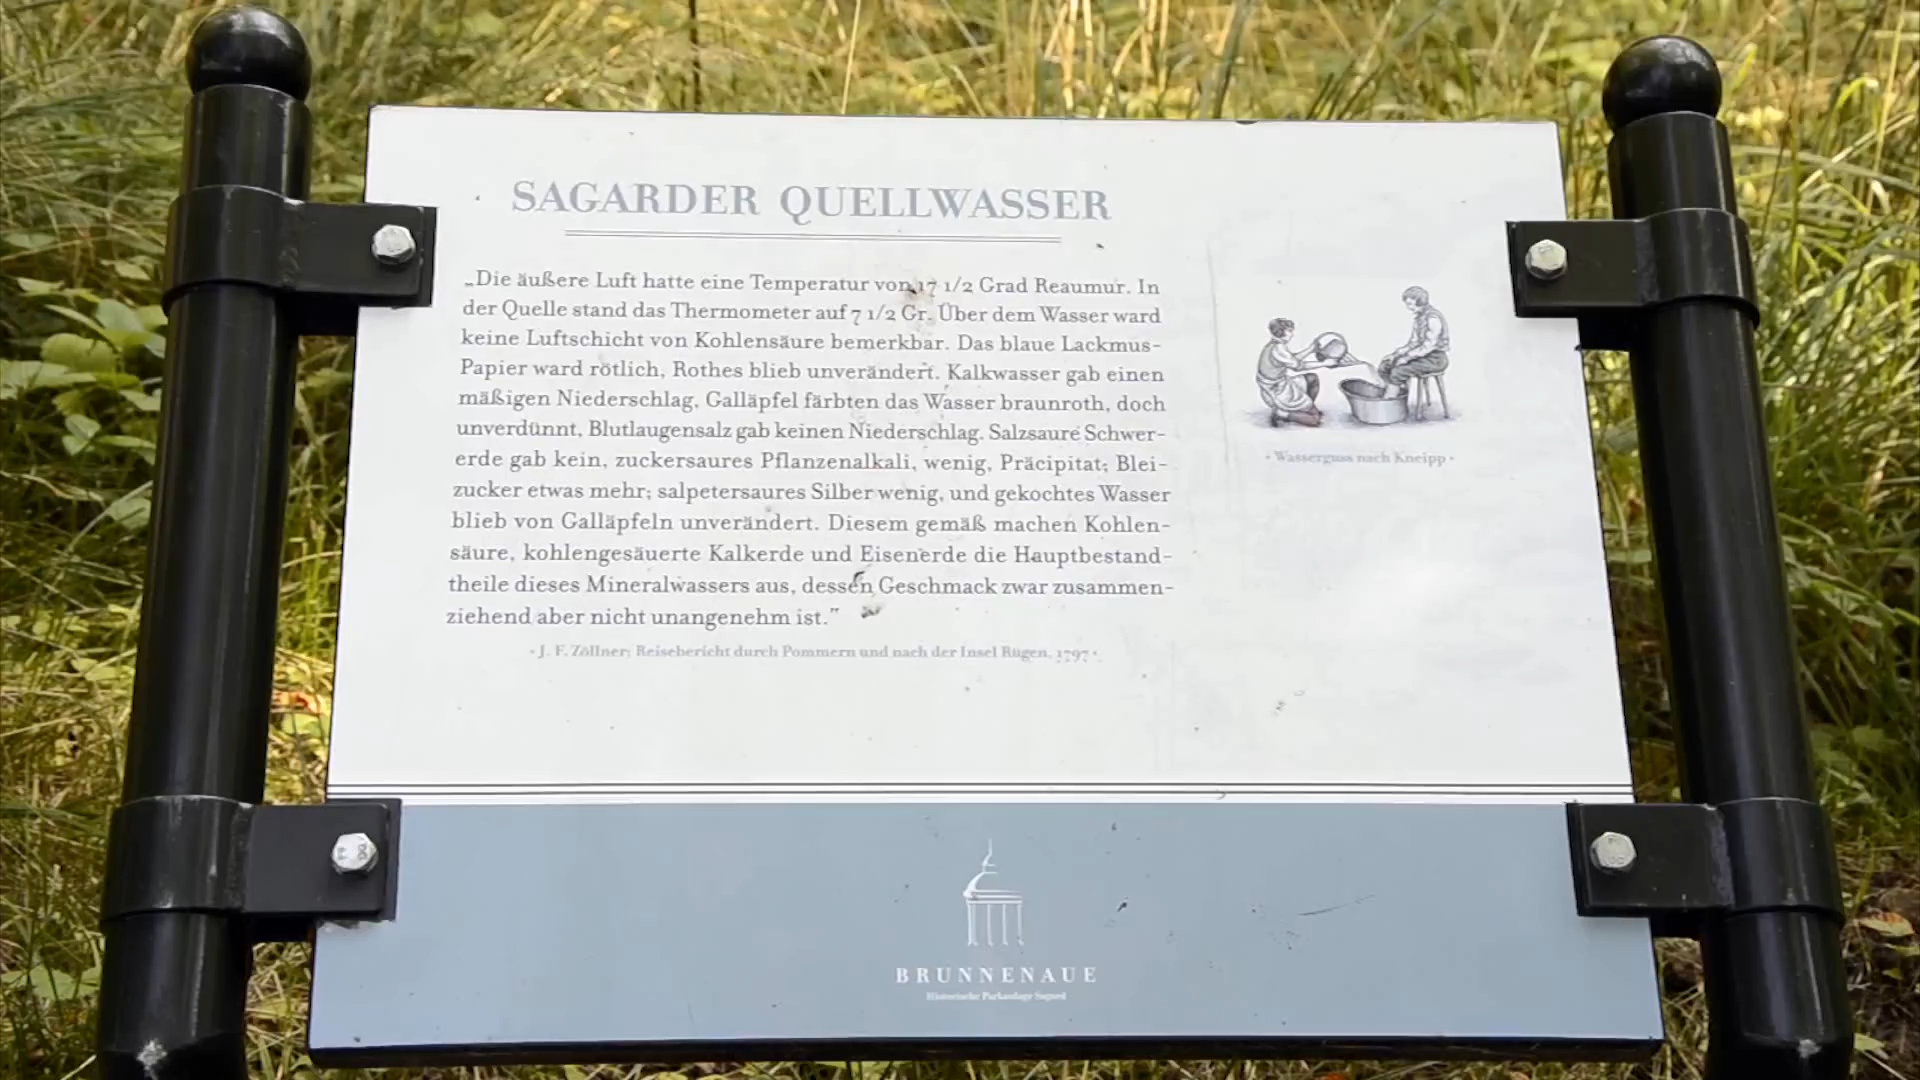 SAGARDER QUELLWASSER
„Die äußere Luft hatte eine Temperatur von 17 1/2 Grad Reaumur. In
der Quelle stand das Thermometer auf 7 1/2 Gr. Über dem Wasser ward
keine Luftschicht von Kohlensäure bemerkbar. Das blaue Lackmus-
Papier ward rötlich, Rothes blieb unverändert. Kalkwasser gab einen
mäßigen Niederschlag, Galläpfel färbten das Wasser braunroth, doch
unverdünnt, Blutlaugensalz gab keinen Niederschlag. Salzsaure Schwer-
erde gab kein, zuckersaures Pflanzenalkali, wenig, Präcipitat; Blei-
zucker etwas mehr; salpetersaures Silber wenig, und gekochtes Wasser
blieb von Galläpfeln unverändert. Diesem gemäß machen Kohlen-
säure, kohlengesäuerte Kalkerde und Eisenerde die Hauptbestand-
theile dieses Mineralwassers aus, dessen Geschmack zwar zusammen-
ziehend aber nicht unangenehm ist."
• J. F. Zöllner; Reisebericht durch Pommern und nach der Insel Rügen, 1797 •
• Wasserguss nach Kneipp •
BRUNNENAUE
Historische Parkanlage Sagard